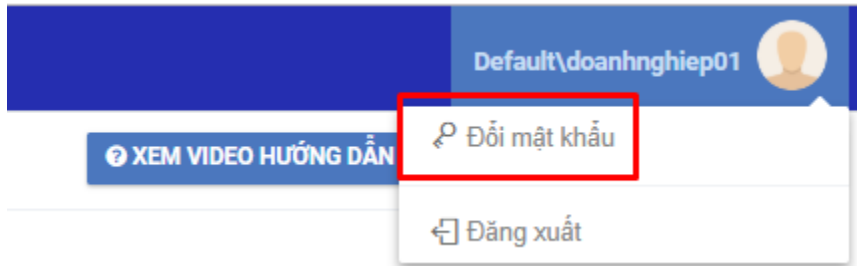 Default\doanhnghiep01
XEM VIDEO HƯỚNG DẪN
Đổi mật khẩu
Đăng xuất